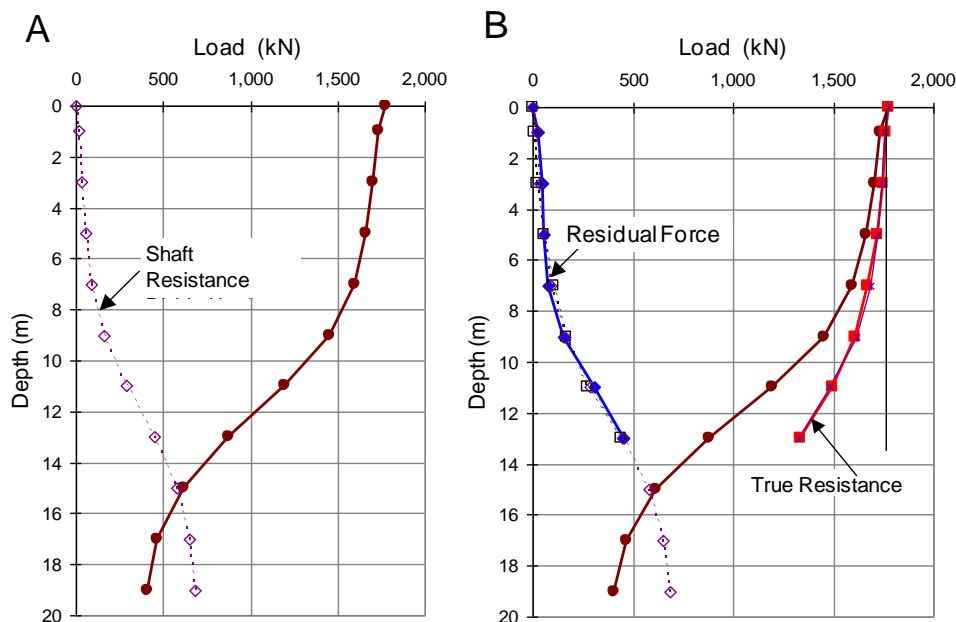 A
Load (kN)
0 500 1,000 1,500 2,000
0
2
4
6
8
10
12
14
16
18
20
Depth (m)
Shaft
Resistance
B
Load (kN)
0 500 1,000 1,500 2,000
0
2
4
6
8
10
12
14
16
18
20
Depth (m)
Residual Force
True Resistance